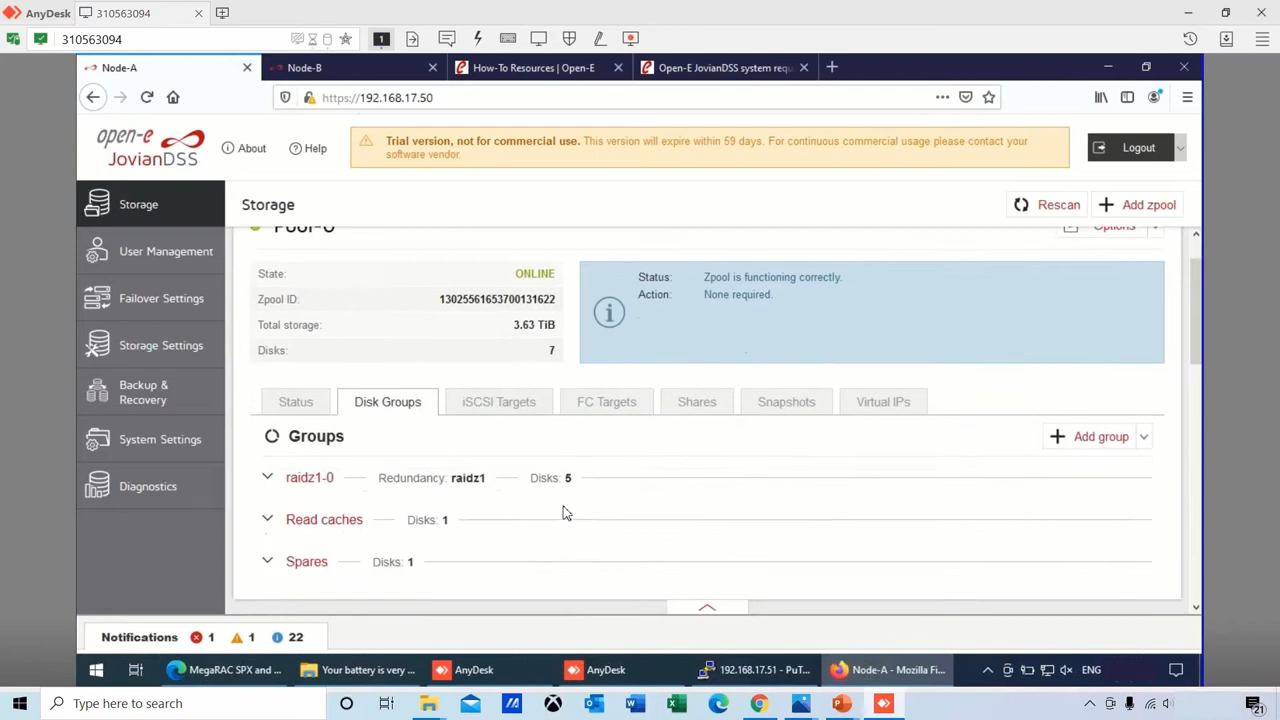 AnyDesk
310563094
310563094
1
Node-A
Node-B
How-To Resources | Open-E
Open-E JovianDSS system requ
https://192.168.17.50
open-e
JovianDSS
About
Help
Trial version, not for commercial use. This version will expire within 59 days. For continuous commercial usage please contact your
software vendor.
Logout
Storage
User Management
Failover Settings
Storage Settings
Backup &
Recovery
System Settings
Diagnostics
Storage
Rescan
Add zpool
Pool-0
Options
State: ONLINE
Zpool ID: 13025561653700131622
Total storage: 3.63 TiB
Disks: 7
Status: Zpool is functioning correctly.
Action: None required.
Status
Disk Groups
iSCSI Targets
FC Targets
Shares
Snapshots
Virtual IPs
Groups
Add group
raidz1-0 Redundancy: raidz1 Disks: 5
Read caches Disks: 1
Spares Disks: 1
Notifications 1 1 22
MegaRAC SPX and ...
Your battery is very ...
AnyDesk
AnyDesk
192.168.17.51 - PuT...
Node-A - Mozilla Fi...
ENG
Type here to search
21